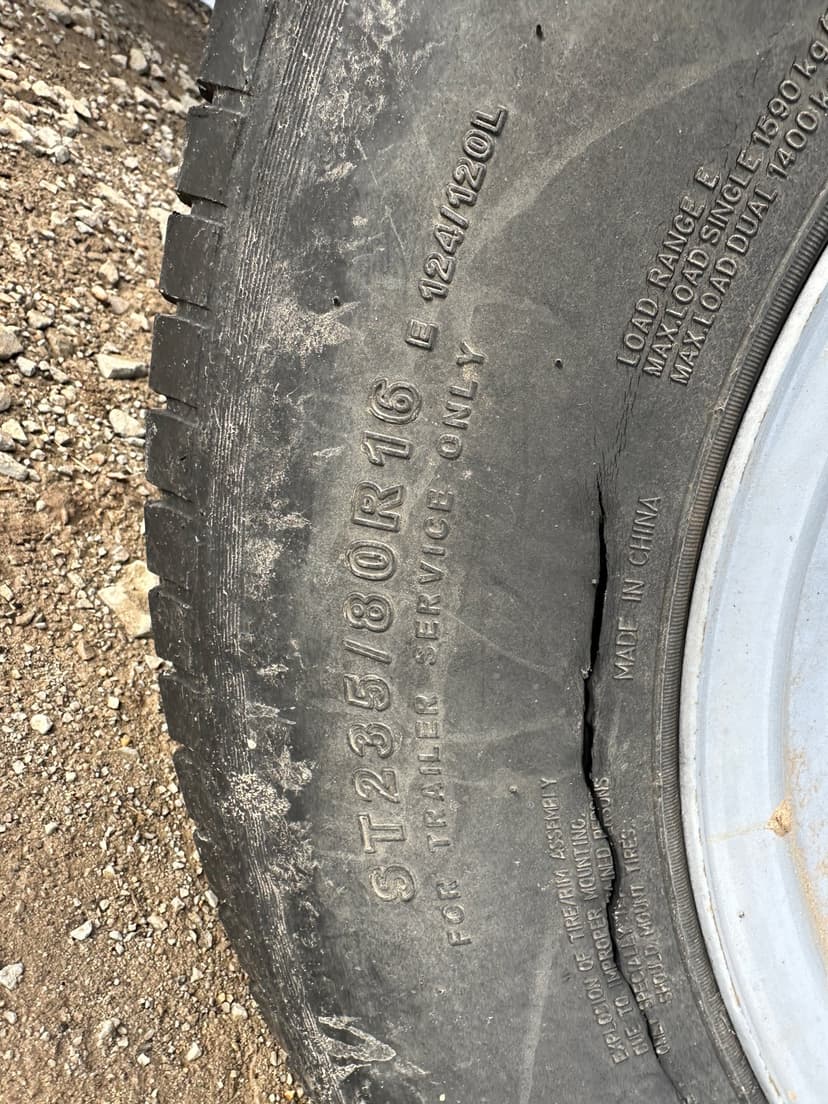 ST235/80R16 E 124/120L
FOR TRAILER SERVICE ONLY
LOAD RANGE E
MAX.LOAD SINGLE 1590 kg
MAX.LOAD DUAL 1400
MADE IN CHINA
EXPLOSION OF TIRE/RIM ASSEMBLY
DUE TO IMPROPER MOUNTING.
ONLY SPECIALLY PERSONS
SHOULD MOUNT TIRES.